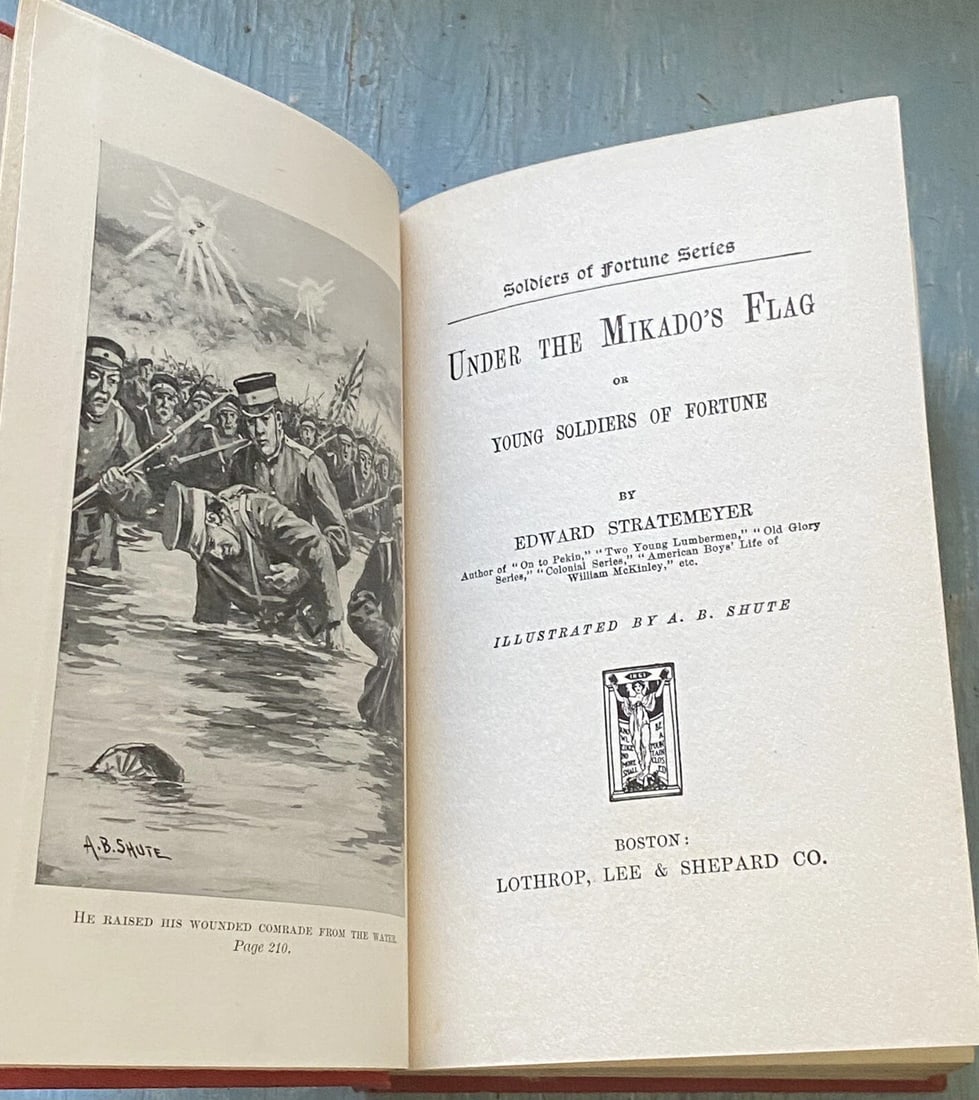 A. B. SHUTE
HE RAISED HIS WOUNDED COMRADE FROM THE WATER.
Page 210.
Soldiers of Fortune Series
UNDER THE MIKADO'S FLAG
OR
YOUNG SOLDIERS OF FORTUNE
BY
EDWARD STRATEMEYER
Author of "On to Pekin," "Two Young Lumbermen," "Old Glory
Series," "Colonial Series," "American Boys' Life of
William McKinley," etc.
ILLUSTRATED BY A. B. SHUTE
BOSTON:
LOTHROP, LEE & SHEPARD CO.